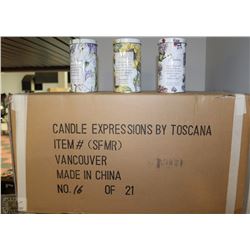 CANDLE EXPRESSIONS BY TOSCANA
ITEM# (SFMR)
VANCOUVER
MADE IN CHINA
NO. 16 OF 21